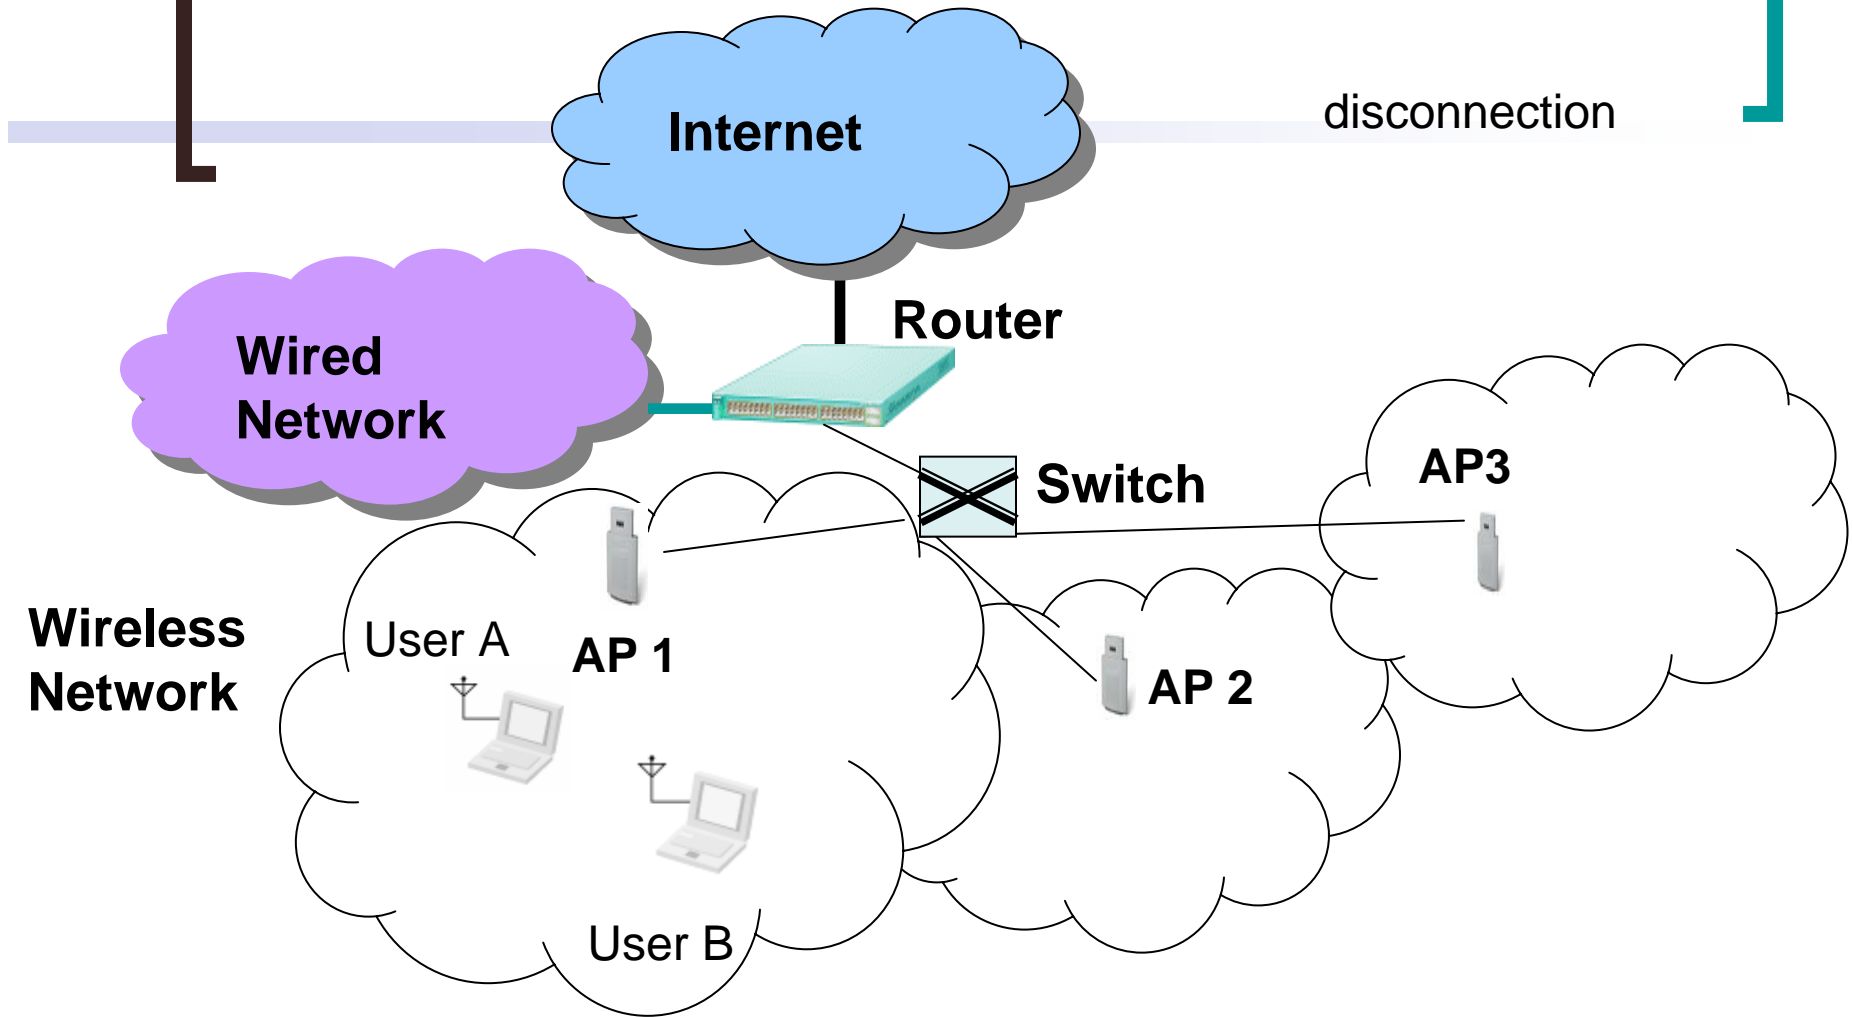 disconnection
Internet
Router
Wired
Network
Switch
AP3
Wireless
Network
User A
AP 1
AP 2
User B